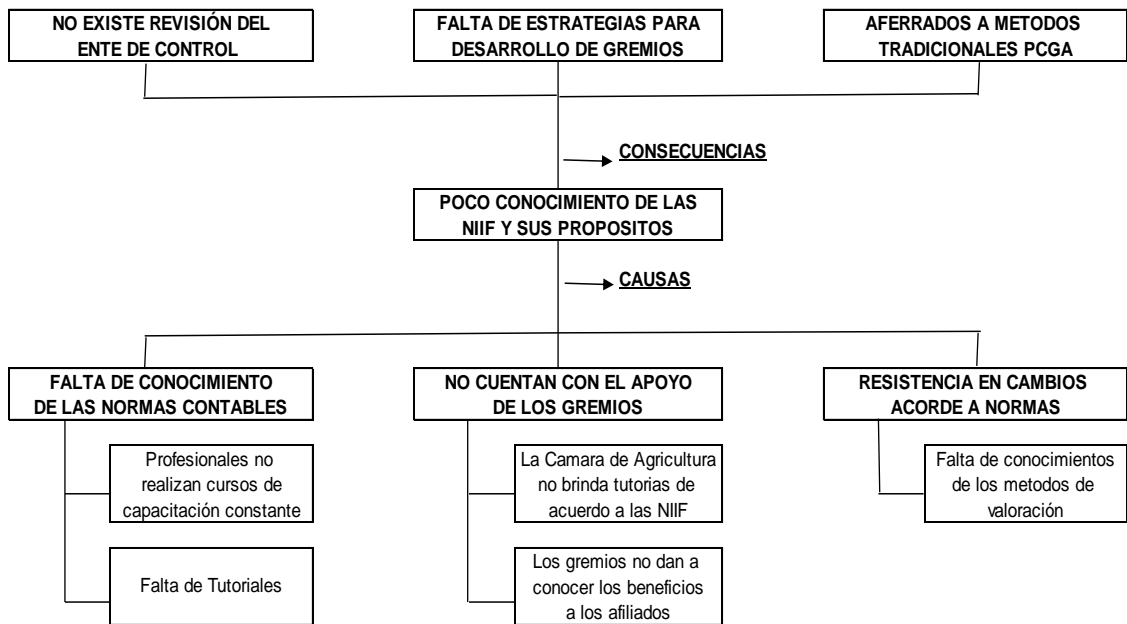 NO EXISTE REVISIÓN DEL
ENTE DE CONTROL
FALTA DE ESTRATEGIAS PARA
DESARROLLO DE GREMIOS
AFERRADOS A METODOS
TRADICIONALES PCGA
CONSECUENCIAS
POCO CONOCIMIENTO DE LAS
NIIF Y SUS PROPOSITOS
CAUSAS
FALTA DE CONOCIMIENTO
DE LAS NORMAS CONTABLES
Profesionales no
realizan cursos de
capacitación constante
Falta de Tutoriales
NO CUENTAN CON EL APOYO
DE LOS GREMIOS
La Camara de Agricultura
no brinda tutorias de
acuerdo a las NIIF
Los gremios no dan a
conocer los beneficios
a los afiliados
RESISTENCIA EN CAMBIOS
ACORDE A NORMAS
Falta de conocimientos
de los metodos de
valoración